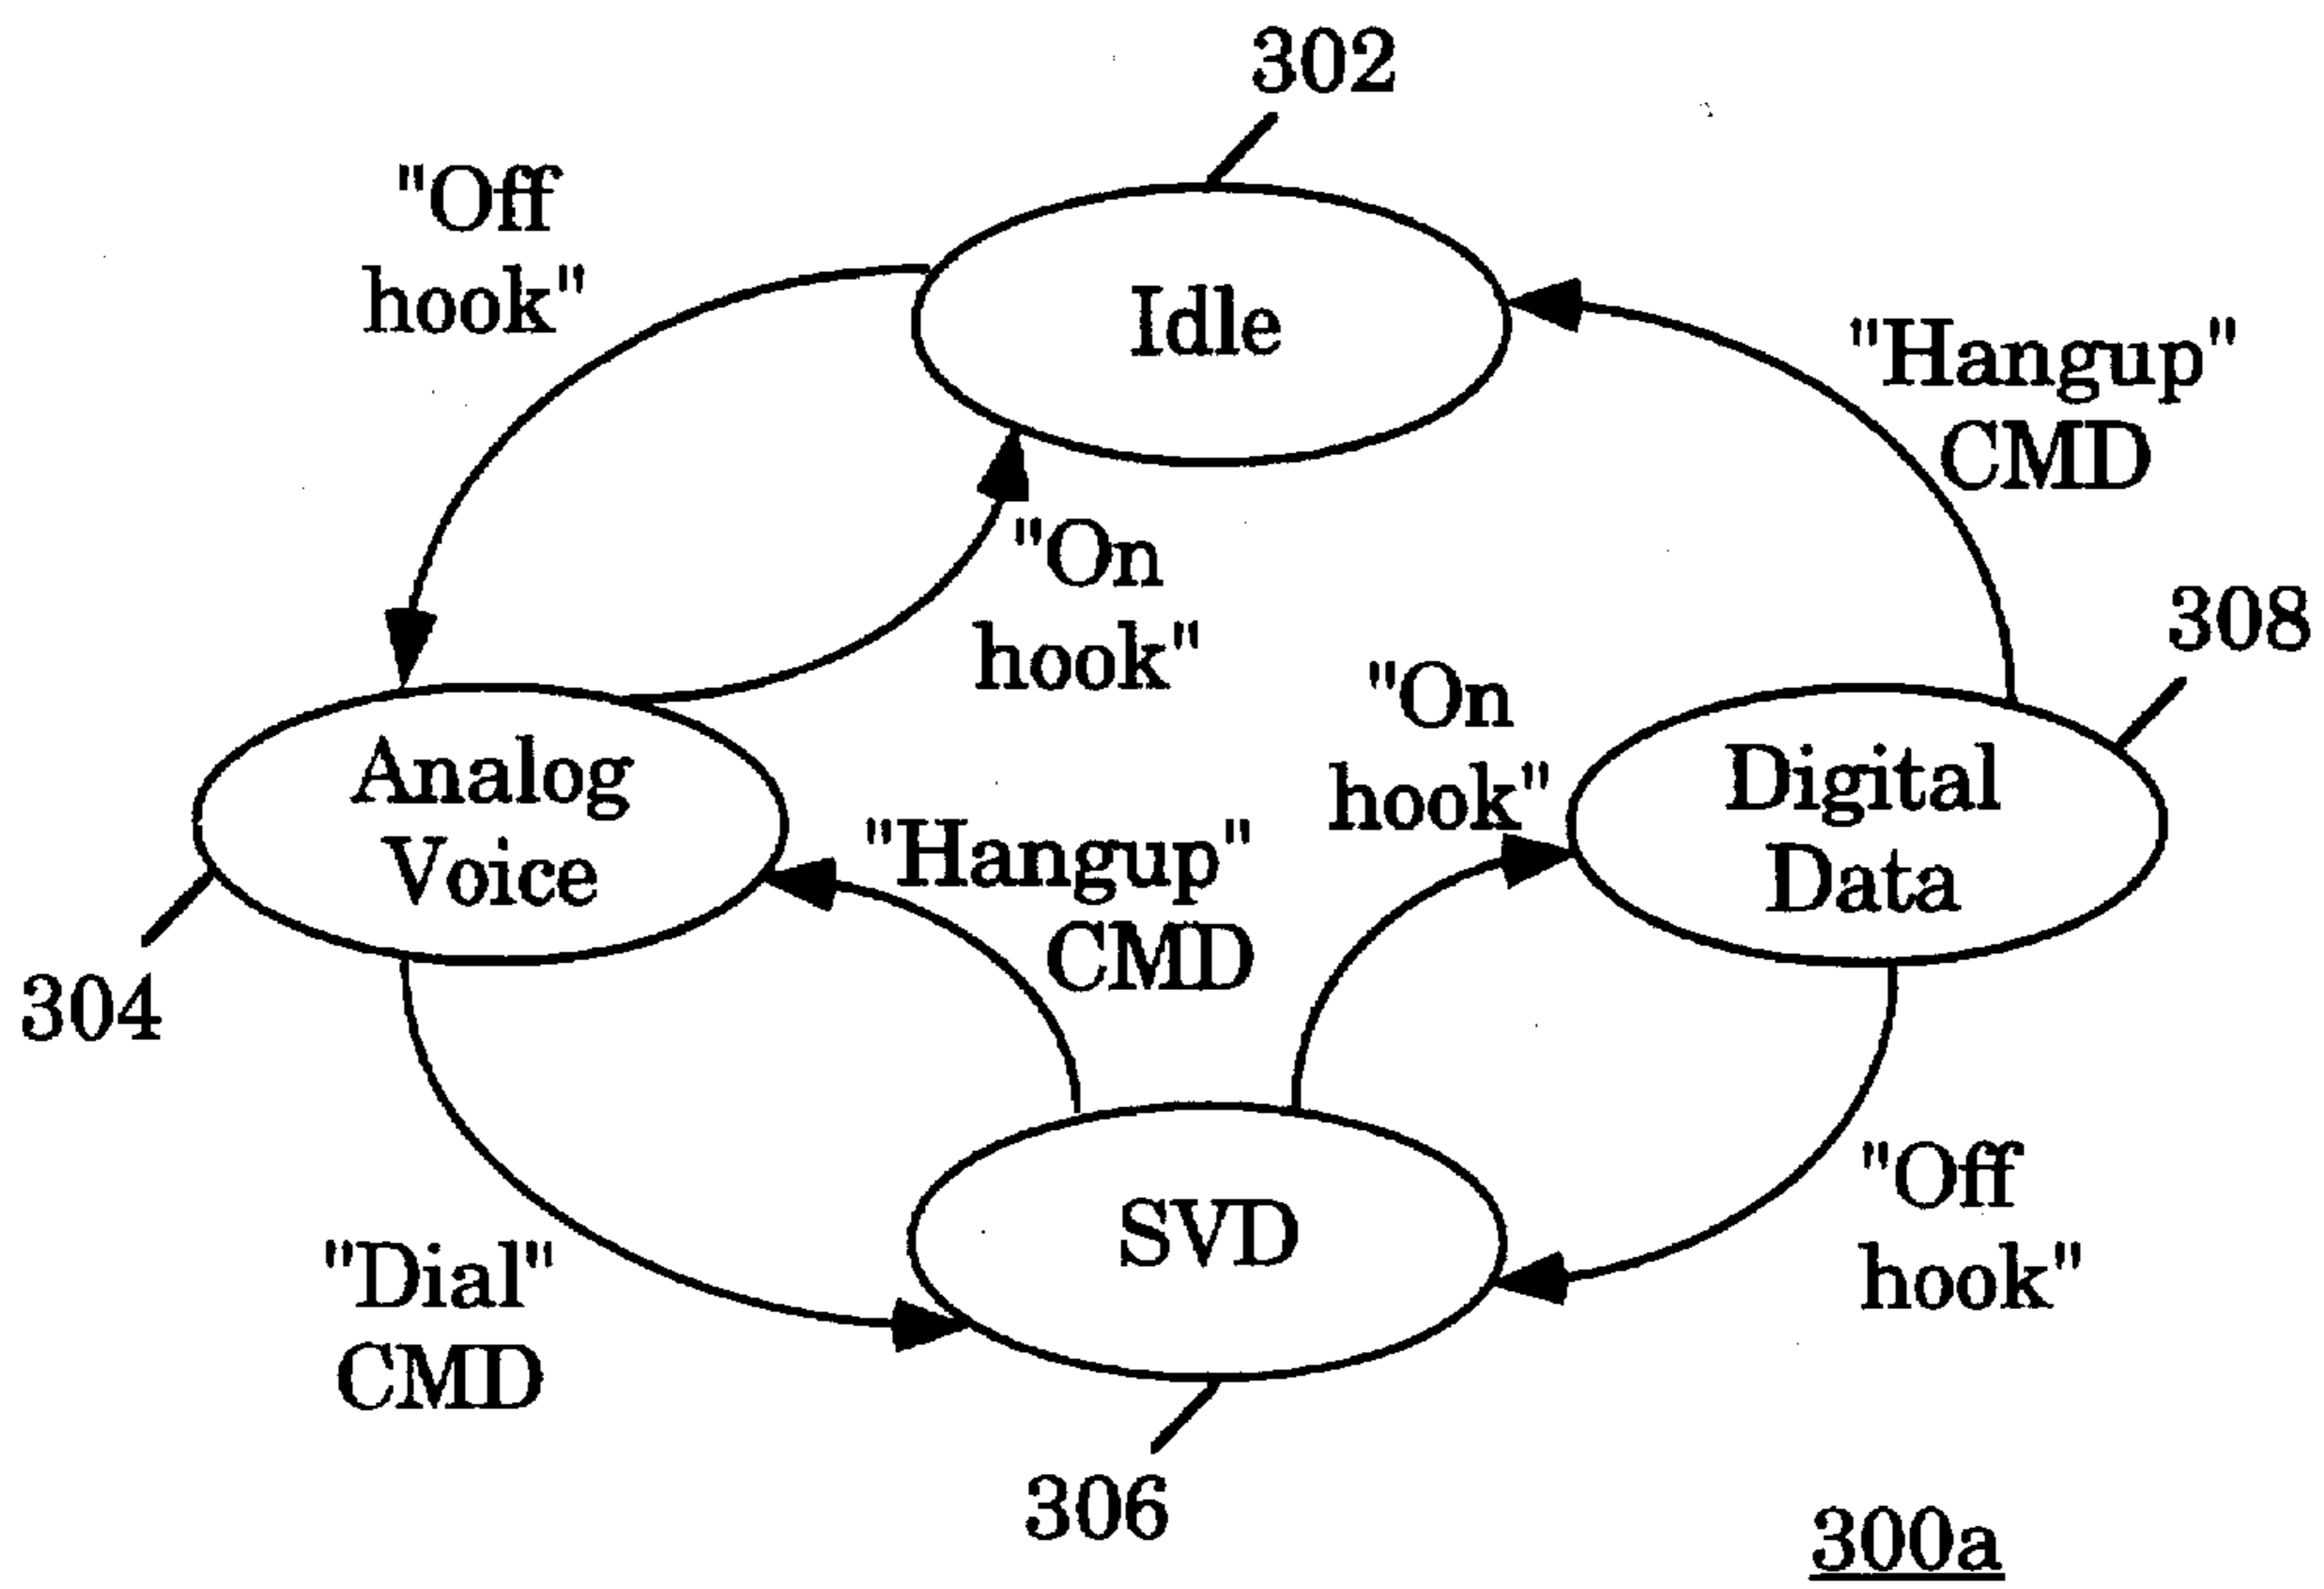 302
"Off
hook"
Idle
"Hangup"
CMD
"On
hook"
308
"On
hook"
Analog
Voice
Digital
Data
"Hangup"
CMD
304
"Off
hook"
SVD
"Dial"
CMD
306
300a